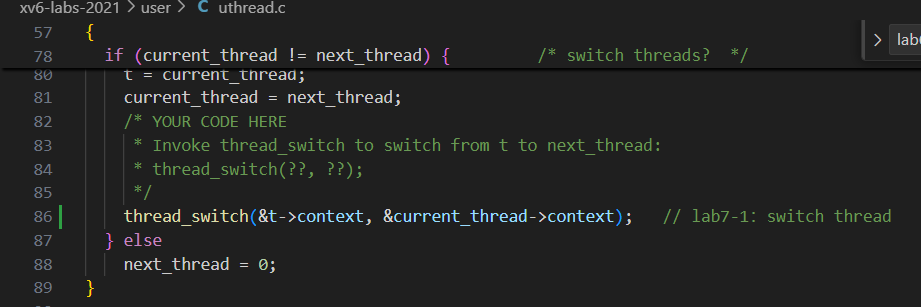 xv6-labs-2021 > user > C uthread.c
57 {
78 if (current_thread != next_thread) { /* switch threads? */
80 t = current_thread;
81 current_thread = next_thread;
82 /* YOUR CODE HERE
83 * Invoke thread_switch to switch from t to next_thread:
84 * thread_switch(??, ??);
85 */
86 thread_switch(&t->context, &current_thread->context); // lab7-1: switch thread
87 } else
88 next_thread = 0;
89 }
> lab